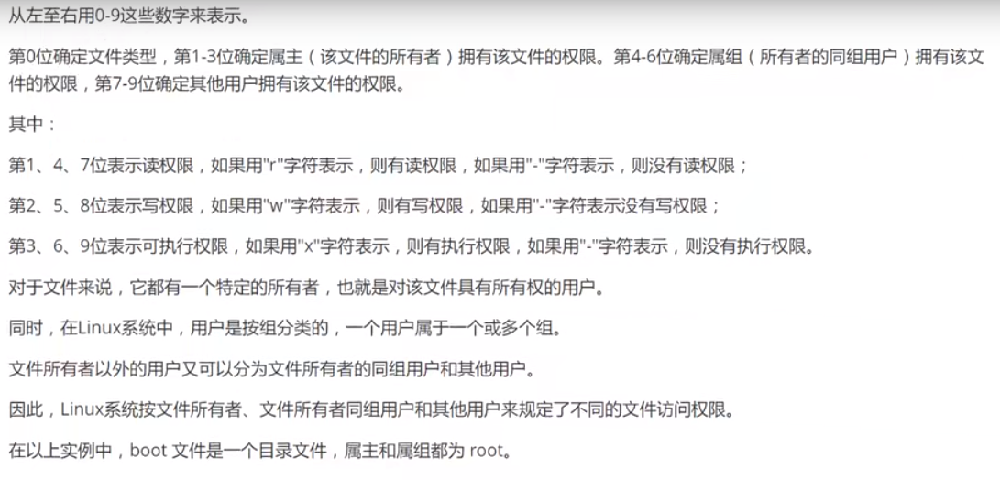 从左至右用0-9这些数字来表示。
第0位确定文件类型，第1-3位确定属主（该文件的所有者）拥有该文件的权限。第4-6位确定属组（所有者的同组用户）拥有该文
件的权限，第7-9位确定其他用户拥有该文件的权限。
其中：
第1、4、7位表示读权限，如果用"r"字符表示，则有读权限，如果用"-"字符表示，则没有读权限；
第2、5、8位表示写权限，如果用"w"字符表示，则有写权限，如果用"-"字符表示没有写权限；
第3、6、9位表示可执行权限，如果用"x"字符表示，则有执行权限，如果用"-"字符表示，则没有执行权限。
对于文件来说，它都有一个特定的所有者，也就是对该文件具有所有权的用户。
同时，在Linux系统中，用户是按组分类的，一个用户属于一个或多个组。
文件所有者以外的用户又可以分为文件所有者的同组用户和其他用户。
因此，Linux系统按文件所有者、文件所有者同组用户和其他用户来规定了不同的文件访问权限。
在以上实例中，boot 文件是一个目录文件，属主和属组都为 root。